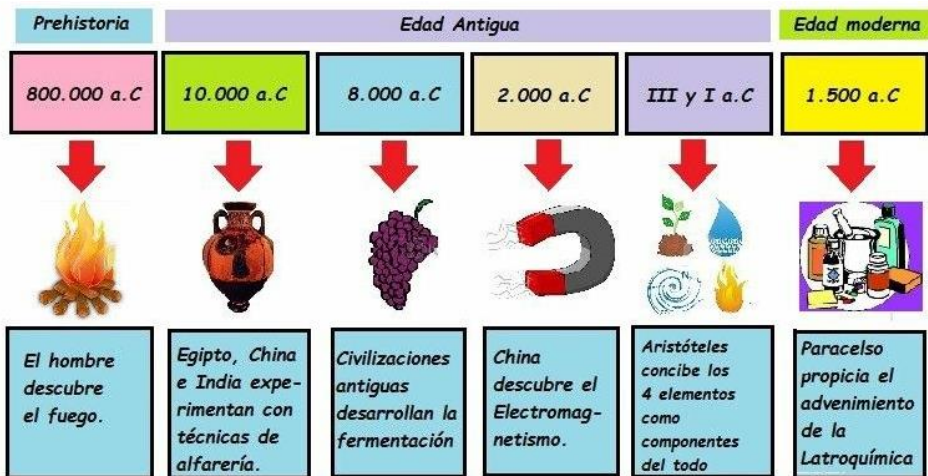 Prehistoria
Edad Antigua
Edad moderna
800.000 a.C
10.000 a.C
8.000 a.C
2.000 a.C
III y I a.C
1.500 a.C
El hombre
descubre
el fuego.
Egipto, China
e India expe-
rimentan con
técnicas de
alfarería.
Civilizaciones
antiguas
desarrollan la
fermentación
China
descubre el
Electromag-
netismo.
Aristóteles
concibe los
4 elementos
como
componentes
del todo
Paracelso
propicia el
advenimiento
de la
Latroquímica